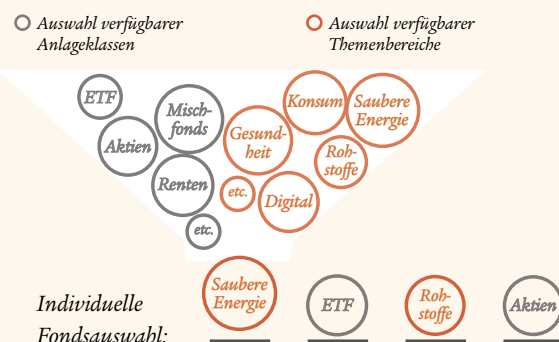 Auswahl verfügbarer
Anlageklassen
Auswahl verfügbarer
Themenbereiche
ETF
Misch-
fonds
Aktien
Renten
etc.
Konsum
Saubere
Energie
Gesund-
heit
Roh-
stoffe
etc.
Digital
Individuelle
Fondsauswahl:
Saubere
Energie
ETF
Roh-
stoffe
Aktien